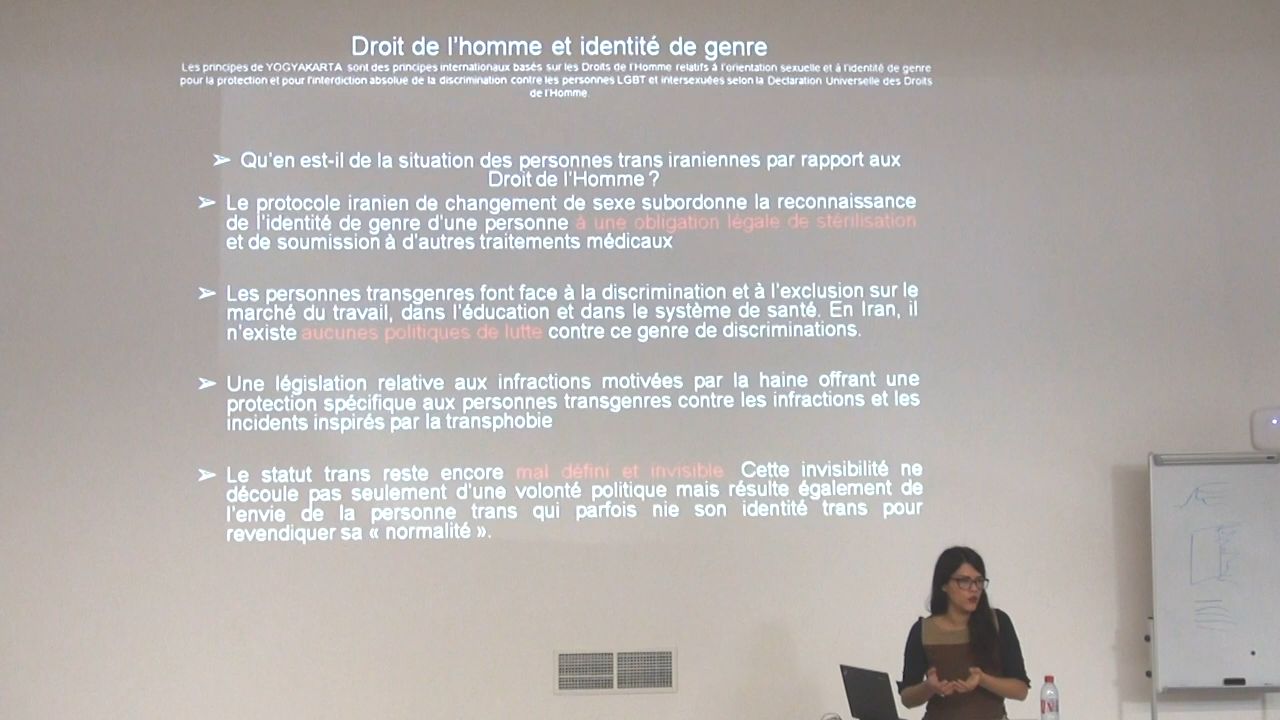 Droit de l'homme et identité de genre
Les principes de YOGYAKARTA sont des principes internationaux basés sur les Droits de l'Homme relatifs à l'orientation sexuelle et à l'identité de genre
pour la protection et pour l'interdiction absolue de la discrimination contre les personnes LGBT et intersexuées selon la Declaration Universelle des Droits
de l'Homme.
➢ Qu'en est-il de la situation des personnes trans iraniennes par rapport aux
Droit de l'Homme ?
➢ Le protocole iranien de changement de sexe subordonne la reconnaissance
de l'identité de genre d'une personne à une obligation légale de stérilisation
et de soumission à d'autres traitements médicaux
➢ Les personnes transgenres font face à la discrimination et à l'exclusion sur le
marché du travail, dans l'éducation et dans le système de santé. En Iran, il
n'existe aucunes politiques de lutte contre ce genre de discriminations.
➢ Une législation relative aux infractions motivées par la haine offrant une
protection spécifique aux personnes transgenres contre les infractions et les
incidents inspirés par la transphobie
➢ Le statut trans reste encore mal défini et invisible. Cette invisibilité ne
découle pas seulement d'une volonté politique mais résulte également de
l'envie de la personne trans qui parfois nie son identité trans pour
revendiquer sa « normalité ».